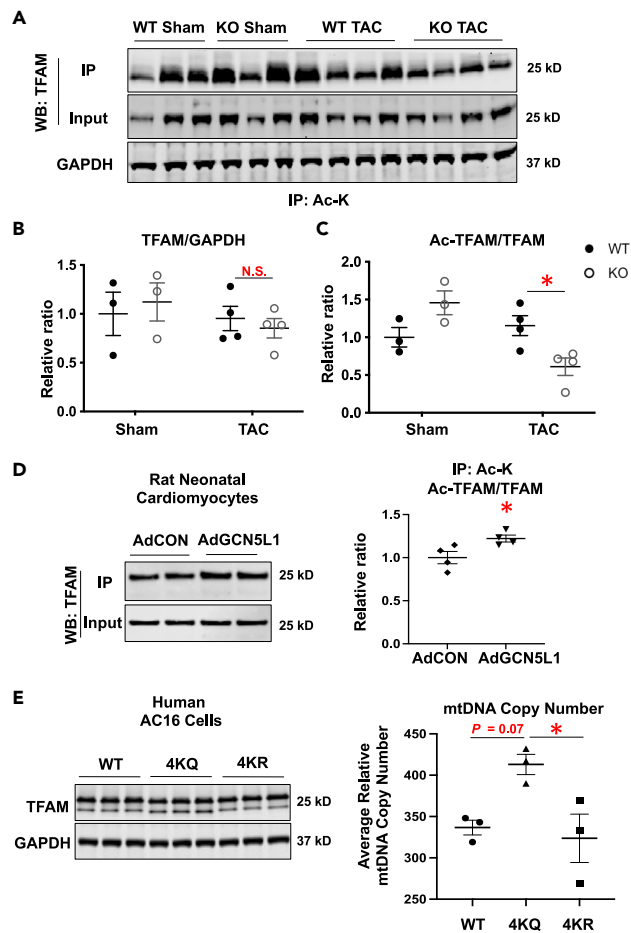 A
WT Sham KO Sham WT TAC KO TAC
WB: TFAM
IP 25 kD
Input 25 kD
GAPDH 37 kD
IP: Ac-K
B
TFAM/GAPDH
Relative ratio
1.5
1.0
0.5
0.0
N.S.
Sham TAC
C
Ac-TFAM/TFAM
Relative ratio
2.0
1.5
1.0
0.5
0.0
*
Sham TAC
WT
KO
D
Rat Neonatal
Cardiomyocytes
AdCON AdGCN5L1
WB: TFAM
IP 25 kD
Input 25 kD
IP: Ac-K
Ac-TFAM/TFAM
Relative ratio
1.5
1.0
0.5
0.0
*
AdCON AdGCN5L1
E
Human
AC16 Cells
WT 4KQ 4KR
TFAM 25 kD
GAPDH 37 kD
mtDNA Copy Number
Average Relative
mtDNA Copy Number
450
400
350
300
250
P = 0.07 *
WT 4KQ 4KR